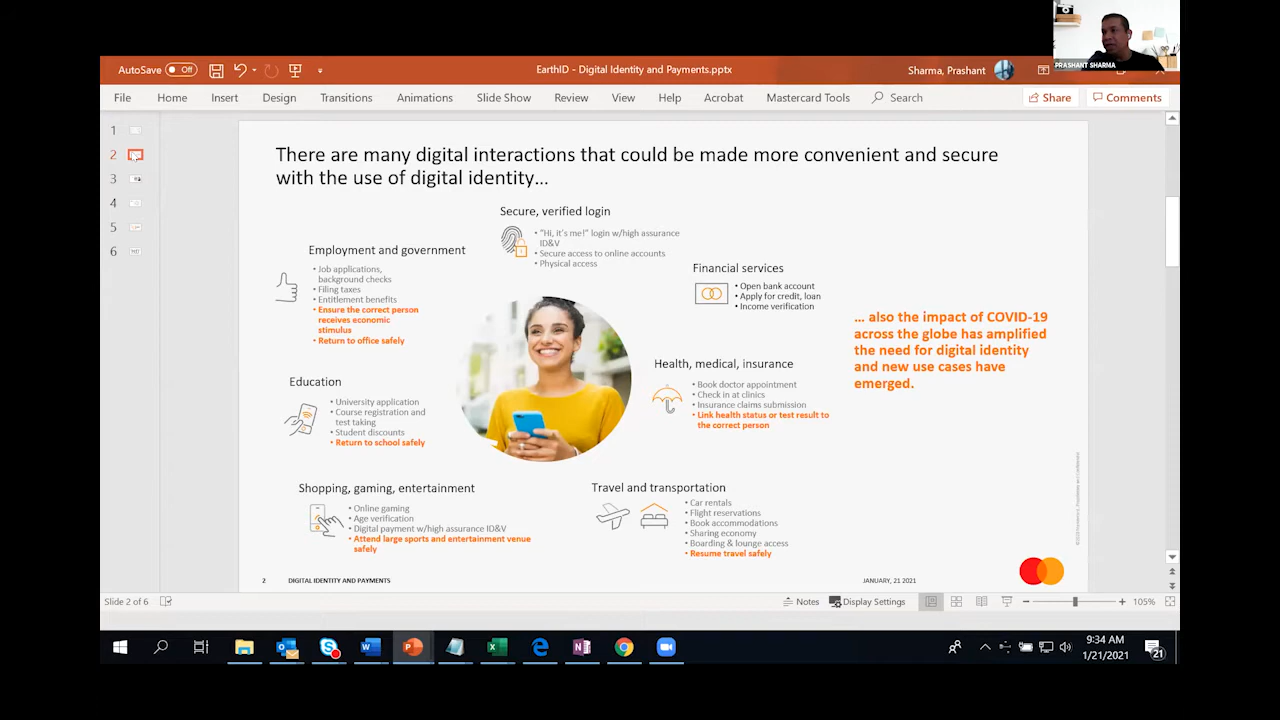 PRASHANT SHARMA
AutoSave Off
EarthID - Digital Identity and Payments.pptx
Sharma, Prashant
File Home Insert Design Transitions Animations Slide Show Review View Help Acrobat Mastercard Tools Search Share Comments
1
2
3
4
5
6
There are many digital interactions that could be made more convenient and secure
with the use of digital identity…
Secure, verified login
• “Hi, it’s me!” login w/high assurance
ID&V
• Secure access to online accounts
• Physical access
Employment and government
• Job applications,
background checks
• Filing taxes
• Entitlement benefits
• Ensure the correct person
receives economic
stimulus
• Return to office safely
Financial services
• Open bank account
• Apply for credit, loan
• Income verification
… also the impact of COVID-19
across the globe has amplified
the need for digital identity
and new use cases have
emerged.
Health, medical, insurance
• Book doctor appointment
• Check in at clinics
• Insurance claims submission
• Link health status or test result to
the correct person
Education
• University application
• Course registration and
test taking
• Student discounts
• Return to school safely
Shopping, gaming, entertainment
• Online gaming
• Age verification
• Digital payment w/high assurance ID&V
• Attend large sports and entertainment venue
safely
Travel and transportation
• Car rentals
• Flight reservations
• Book accommodations
• Sharing economy
• Boarding & lounge access
• Resume travel safely
2 DIGITAL IDENTITY AND PAYMENTS
JANUARY, 21 2021
Slide 2 of 6
Notes Display Settings
105%
9:34 AM
1/21/2021
21